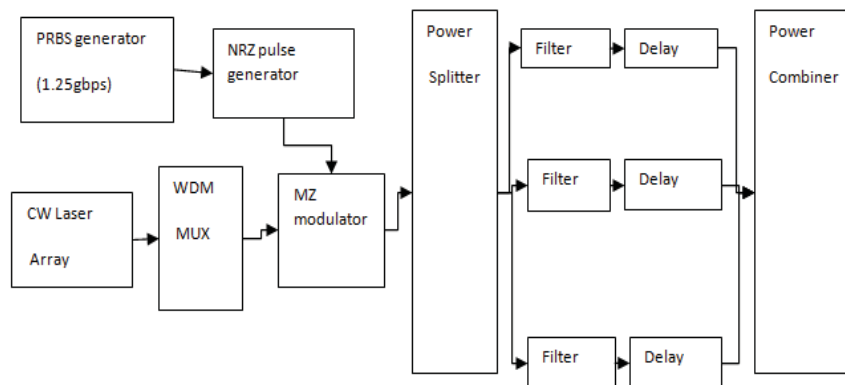 PRBS generator
(1.25gbps)
NRZ pulse
generator
CW Laser
Array
WDM
MUX
MZ
modulator
Power
Splitter
Filter
Delay
Filter
Delay
Filter
Delay
Power
Combiner